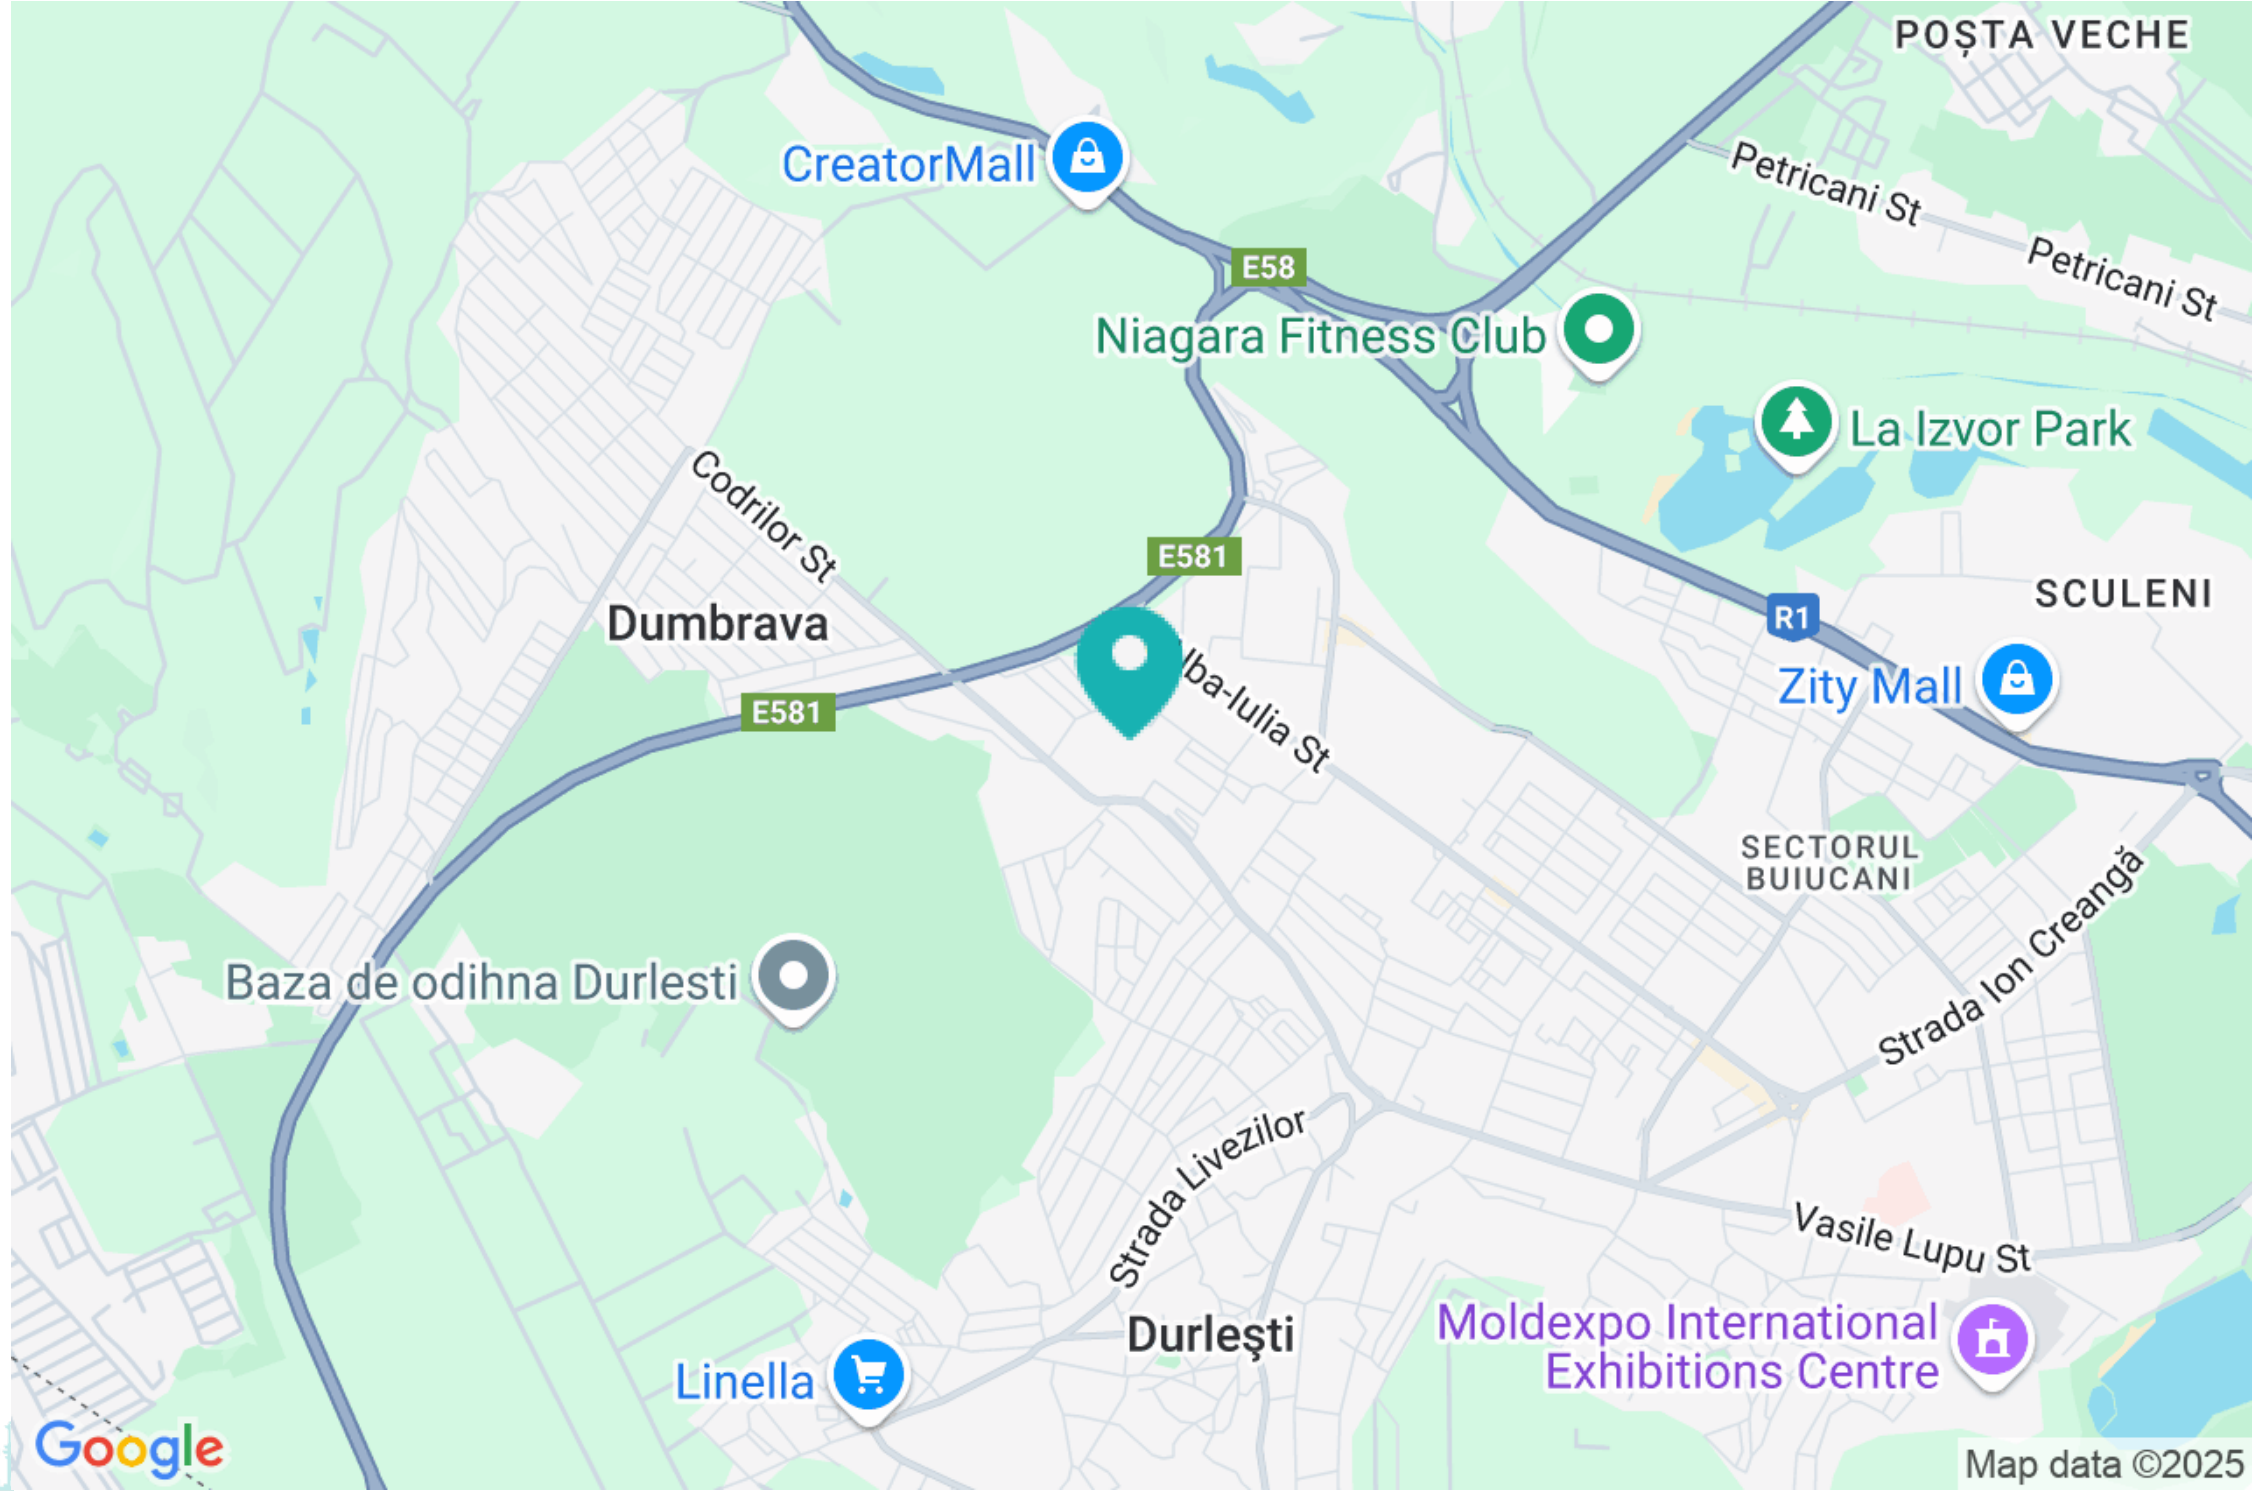 POȘTA VECHE
CreatorMall
Petricani St
Petricani St
E58
Niagara Fitness Club
La Izvor Park
Codrilor St
E581
Dumbrava
SCULENI
R1
lba-Iulia St
Zity Mall
E581
SECTORUL
BUIUCANI
Strada Ion Creangă
Baza de odihna Durlesti
Strada Livezilor
Vasile Lupu St
Durleşti
Moldexpo International
Exhibitions Centre
Linella
Google
Map data ©2025